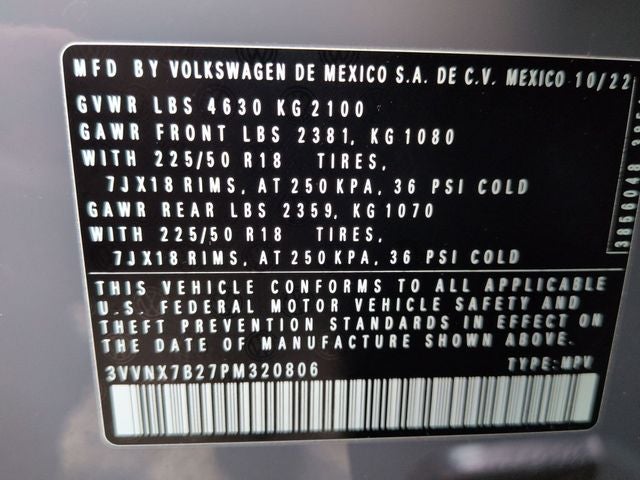 MFD BY VOLKSWAGEN DE MEXICO S.A. DE C.V. MEXICO 10/22
GVWR LBS 4630 KG 2100
GAWR FRONT LBS 2381, KG 1080
WITH 225/50 R18 TIRES,
7JX18 RIMS, AT 250 KPA, 36 PSI COLD
GAWR REAR LBS 2359, KG 1070
WITH 225/50 R18 TIRES,
7JX18 RIMS, AT 250 KPA, 36 PSI COLD
THIS VEHICLE CONFORMS TO ALL APPLICABLE
U.S. FEDERAL MOTOR VEHICLE SAFETY AND
THEFT PREVENTION STANDARDS IN EFFECT ON
THE DATE OF MANUFACTURE SHOWN ABOVE.
3VVNX7B27PM320806 TYPE: MPV
3856048